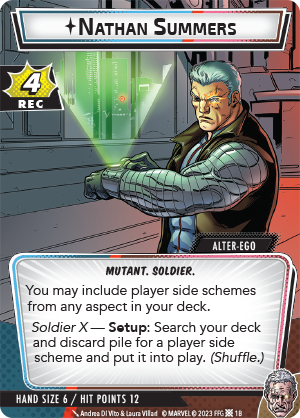 NATHAN SUMMERS
4
REC
ALTER-EGO
MUTANT. SOLDIER.
You may include player side schemes
from any aspect in your deck.
Soldier X — Setup: Search your deck
and discard pile for a player side
scheme and put it into play. (Shuffle.)
HAND SIZE 6 / HIT POINTS 12
Andrea Di Vito & Laura Villari © MARVEL © 2023 FFG 18